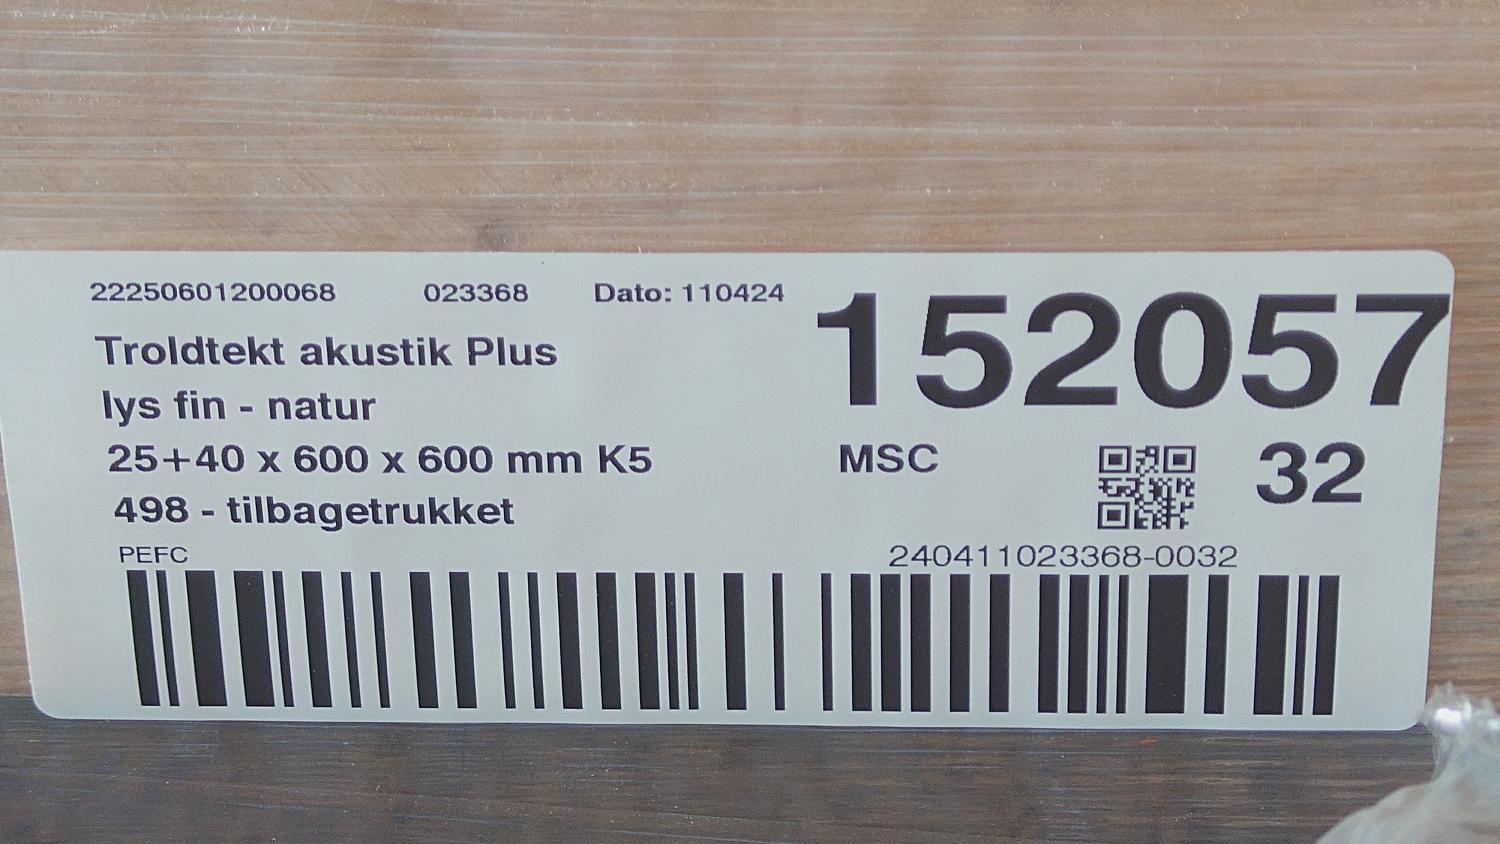 22250601200068 023368 Dato: 110424
152057
Troldtekt akustik Plus
lys fin - natur
25+40 x 600 x 600 mm K5
MSC
32
498 - tilbagetrukket
PEFC
240411023368-0032